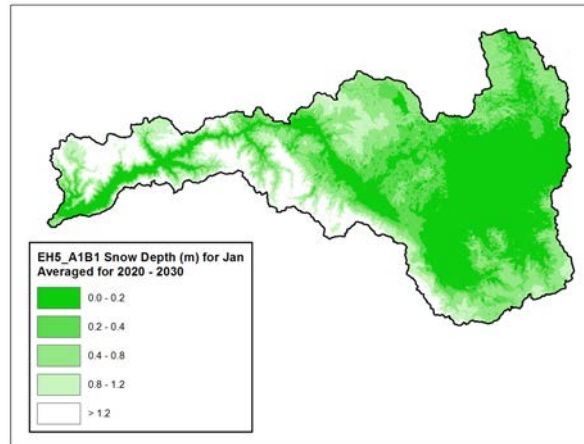 EH5_A1B1 Snow Depth (m) for Jan
Averaged for 2020 - 2030
0.0 - 0.2
0.2 - 0.4
0.4 - 0.8
0.8 - 1.2
> 1.2